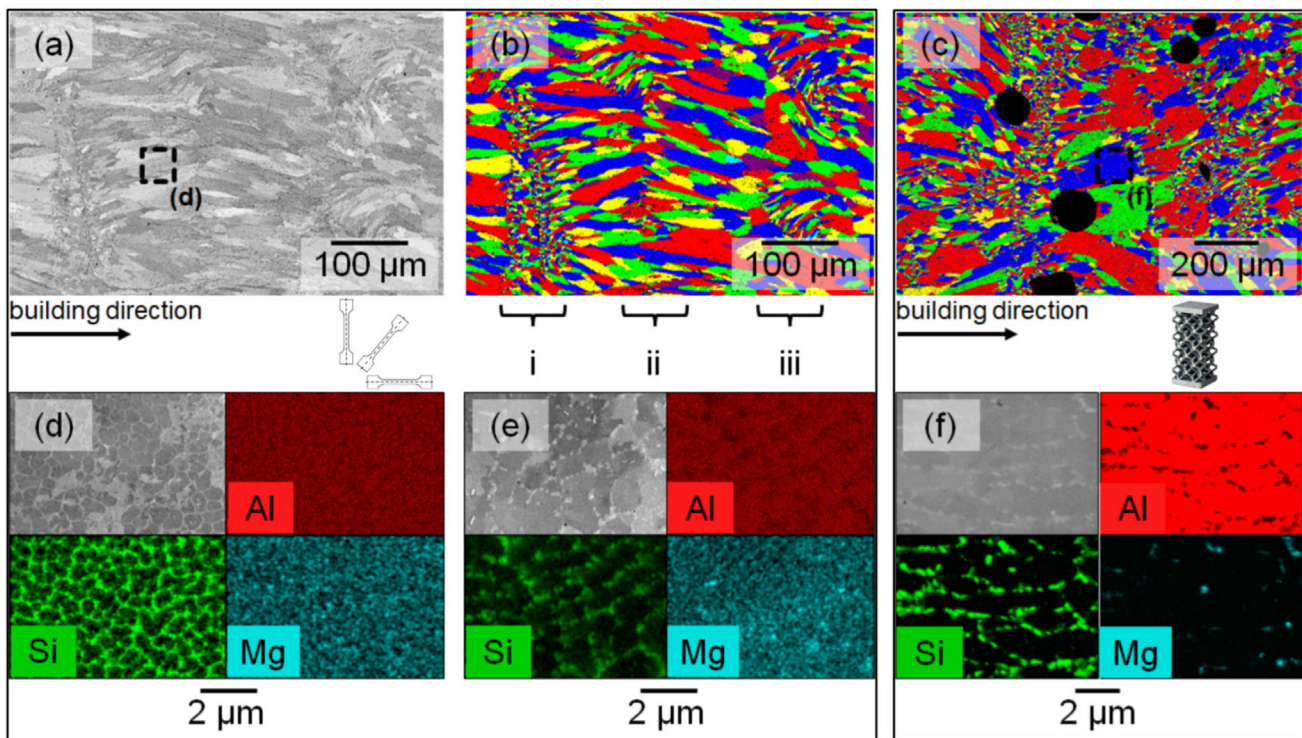 (a)
(d)
100 µm
(b)
100 µm
(c)
(f)
200 µm
building direction
i
ii
iii
building direction
(d)
Al
Si
Mg
2 µm
(e)
Al
Si
Mg
2 µm
(f)
Al
Si
Mg
2 µm